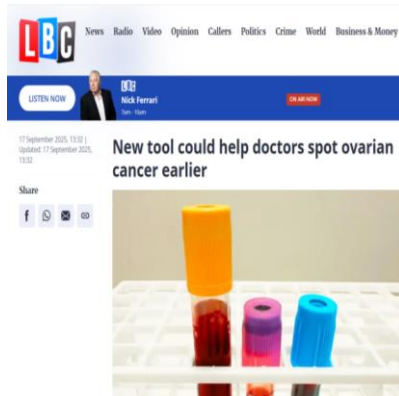 LBC
News Radio Video Opinion Callers Politics Crime World Business & Money
LISTEN NOW
LBC
Nick Ferrari
7am - 10am
ON AIR NOW
17 September 2025, 13:32 |
Updated: 17 September 2025,
13:32
New tool could help doctors spot ovarian
cancer earlier
Share